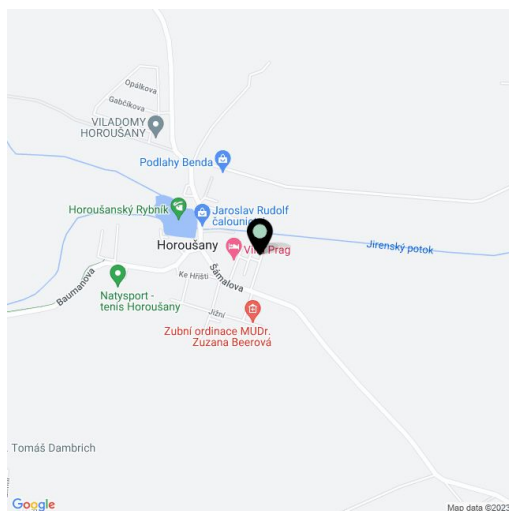 Opálkova
Gabčíkova
VILADOMY
HOROUŠANY
Podlahy Benda
Horoušanský Rybník
Jaroslav Rudolf
Horoušany
Prag
Jirenský potok
Baumanova
Ke Hřišti
Šámalova
Natysport -
tenis Horoušany
Jižní
Zubní ordinace MUDr.
Zuzana Beerová
Tomáš Dambrich
Google
Map data ©2023